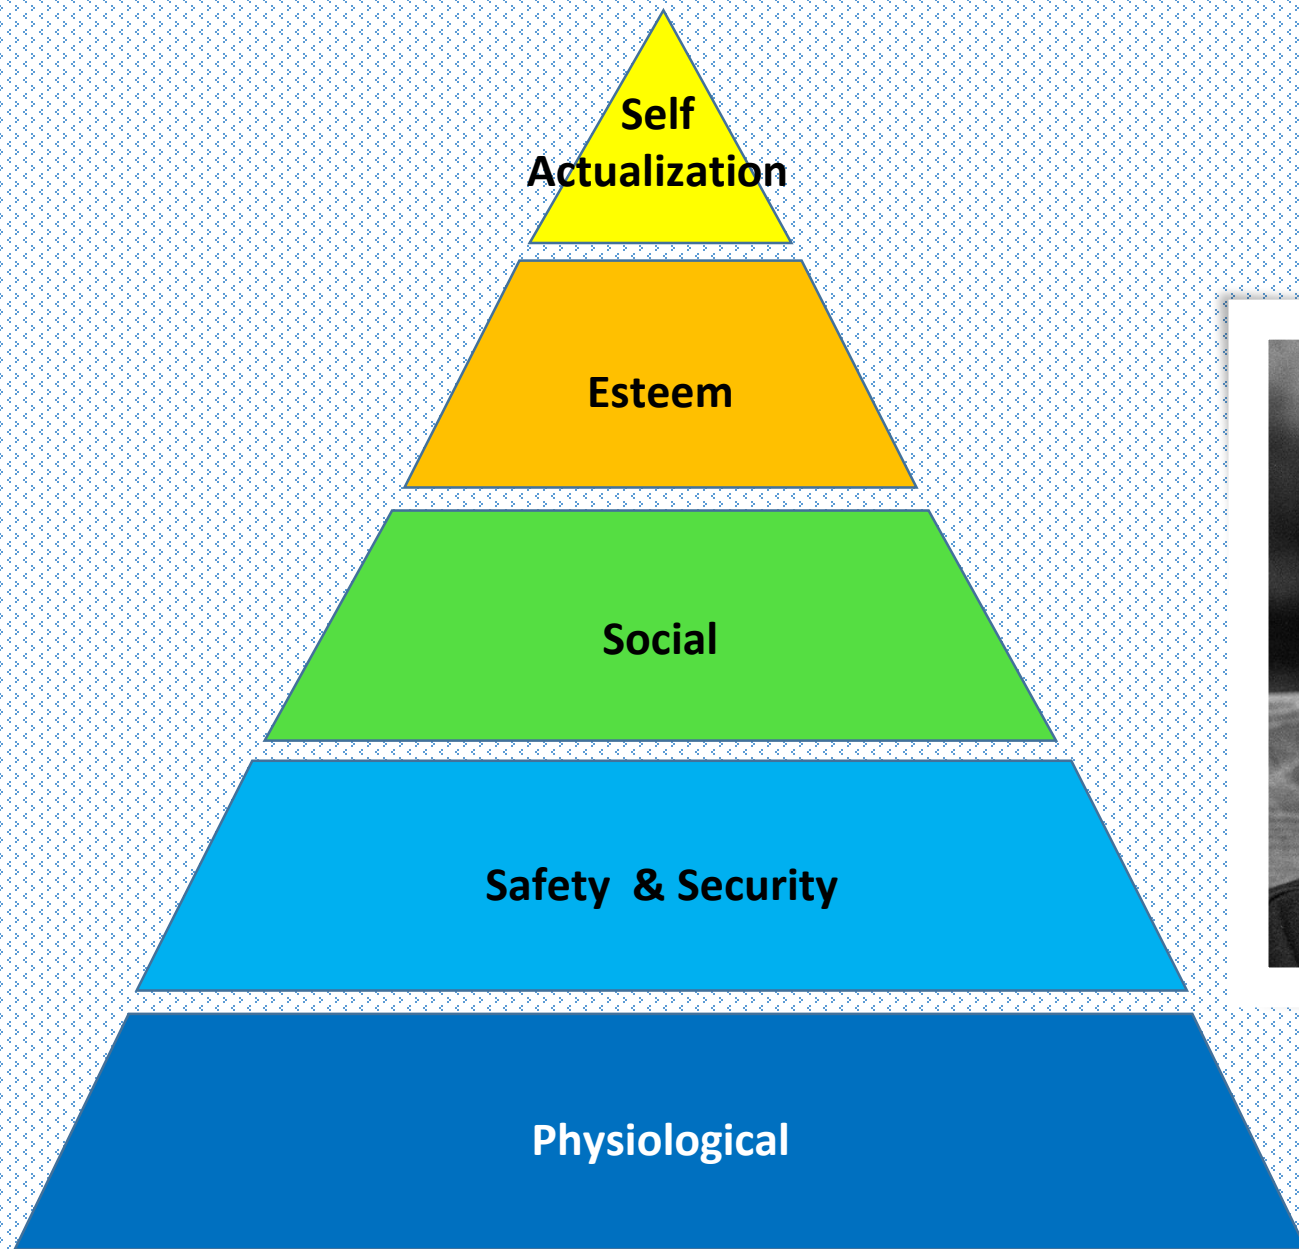 Self
Actualization
Esteem
Social
Safety  & Security
Physiological